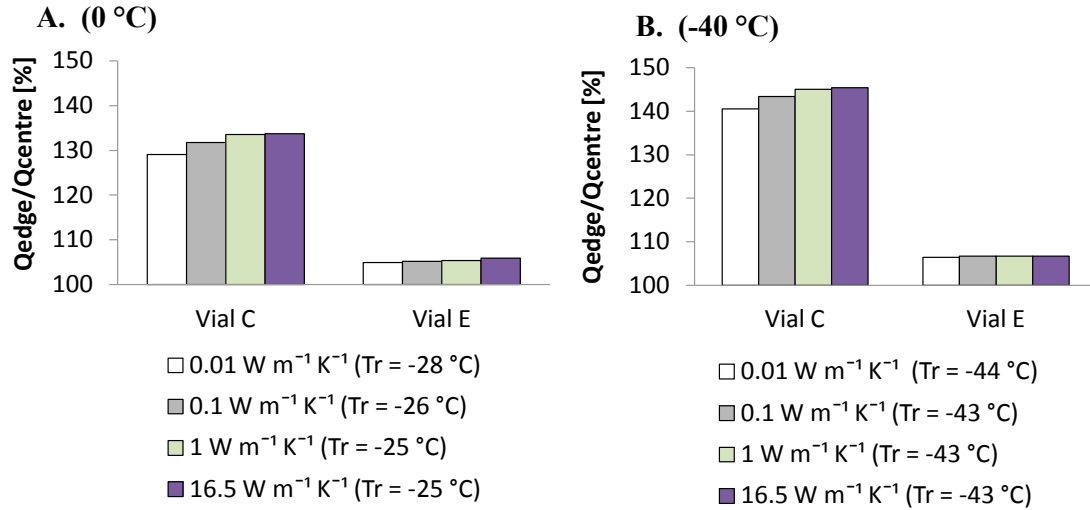 A. (0 °C)
Qedge/Qcentre [%]
150
140
130
120
110
100
Vial C Vial E
0.01 W m⁻¹ K⁻¹ (Tr = -28 °C)
0.1 W m⁻¹ K⁻¹ (Tr = -26 °C)
1 W m⁻¹ K⁻¹ (Tr = -25 °C)
16.5 W m⁻¹ K⁻¹ (Tr = -25 °C)
B. (-40 °C)
Qedge/Qcentre [%]
150
140
130
120
110
100
Vial C Vial E
0.01 W m⁻¹ K⁻¹ (Tr = -44 °C)
0.1 W m⁻¹ K⁻¹ (Tr = -43 °C)
1 W m⁻¹ K⁻¹ (Tr = -43 °C)
16.5 W m⁻¹ K⁻¹ (Tr = -43 °C)